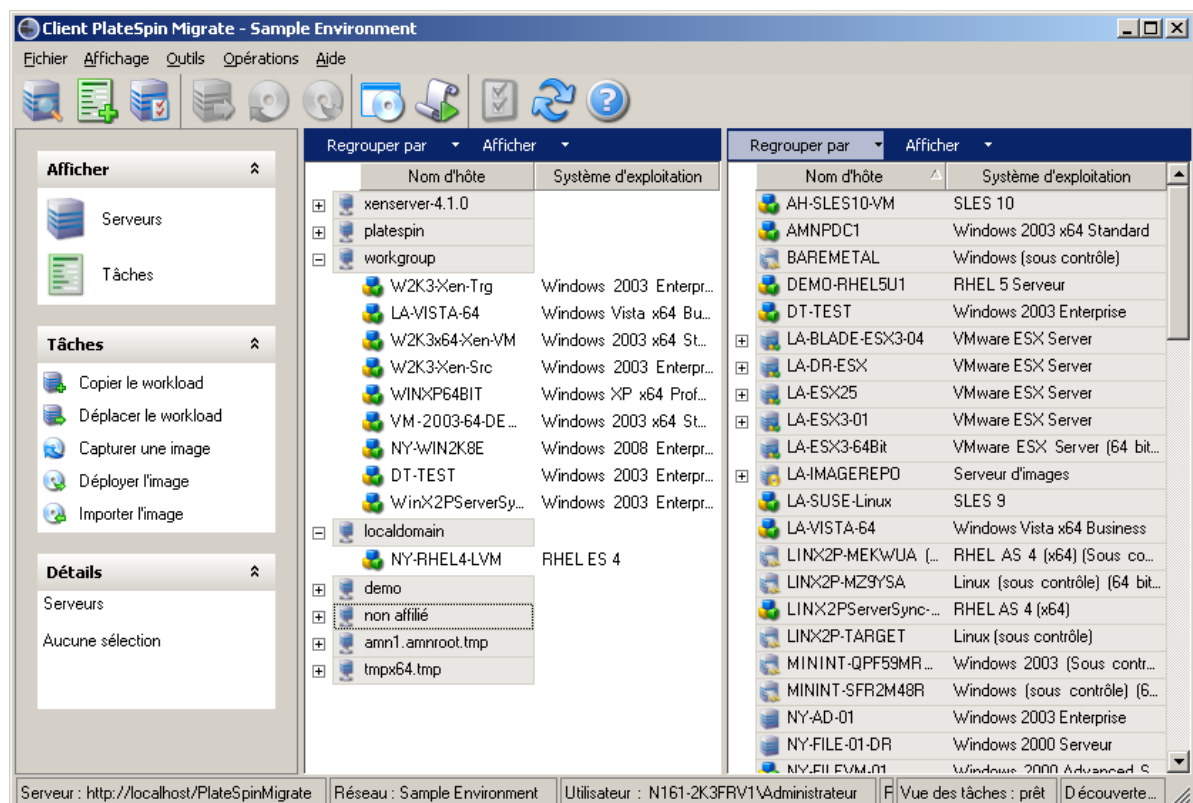 Client PlateSpin Migrate - Sample Environment
Fichier Affichage Outils Opérations Aide
Afficher
Serveurs
Tâches
Tâches
Copier le workload
Déplacer le workload
Capturer une image
Déployer l'image
Importer l'image
Détails
Serveurs
Aucune sélection
Regrouper par Afficher
Nom d'hôte Système d'exploitation
xenserver-4.1.0
platespin
workgroup
W2K3-Xen-Trg Windows 2003 Enterpr...
LA-VISTA-64 Windows Vista x64 Bu...
W2K3x64-Xen-VM Windows 2003 x64 St...
W2K3-Xen-Src Windows 2003 Enterpr...
WINXP64BIT Windows XP x64 Prof...
VM-2003-64-DE... Windows 2003 x64 St...
NY-WIN2K8E Windows 2008 Enterpr...
DT-TEST Windows 2003 Enterpr...
WinX2PServerSy... Windows 2003 Enterpr...
localdomain
NY-RHEL4-LVM RHEL ES 4
demo
non affilié
amn1.amnroot.tmp
tmpx64.tmp
Regrouper par Afficher
Nom d'hôte Système d'exploitation
AH-SLES10-VM SLES 10
AMNPDC1 Windows 2003 x64 Standard
BAREMETAL Windows (sous contrôle)
DEMO-RHEL5U1 RHEL 5 Serveur
DT-TEST Windows 2003 Enterprise
LA-BLADE-ESX3-04 VMware ESX Server
LA-DR-ESX VMware ESX Server
LA-ESX25 VMware ESX Server
LA-ESX3-01 VMware ESX Server
LA-ESX3-64Bit VMware ESX Server (64 bit...
LA-IMAGEREPO Serveur d'images
LA-SUSE-Linux SLES 9
LA-VISTA-64 Windows Vista x64 Business
LINX2P-MEKWUA (... RHEL AS 4 (x64) (Sous co...
LINX2P-MZ9YSA Linux (sous contrôle) (64 bit...
LINX2PServerSync-... RHEL AS 4 (x64)
LINX2P-TARGET Linux (sous contrôle)
MININT-QPF59MR... Windows 2003 (Sous contr...
MININT-SFR2M48R Windows (sous contrôle) (6...
NY-AD-01 Windows 2003 Enterprise
NY-FILE-01-DR Windows 2000 Serveur
NY-FILEVM-01 Windows 2000 Advanced S
Serveur : http://localhost/PlateSpinMigrate Réseau : Sample Environment Utilisateur : N161-2K3FRV1\Administrateur F Vue des tâches : prêt Découverte...